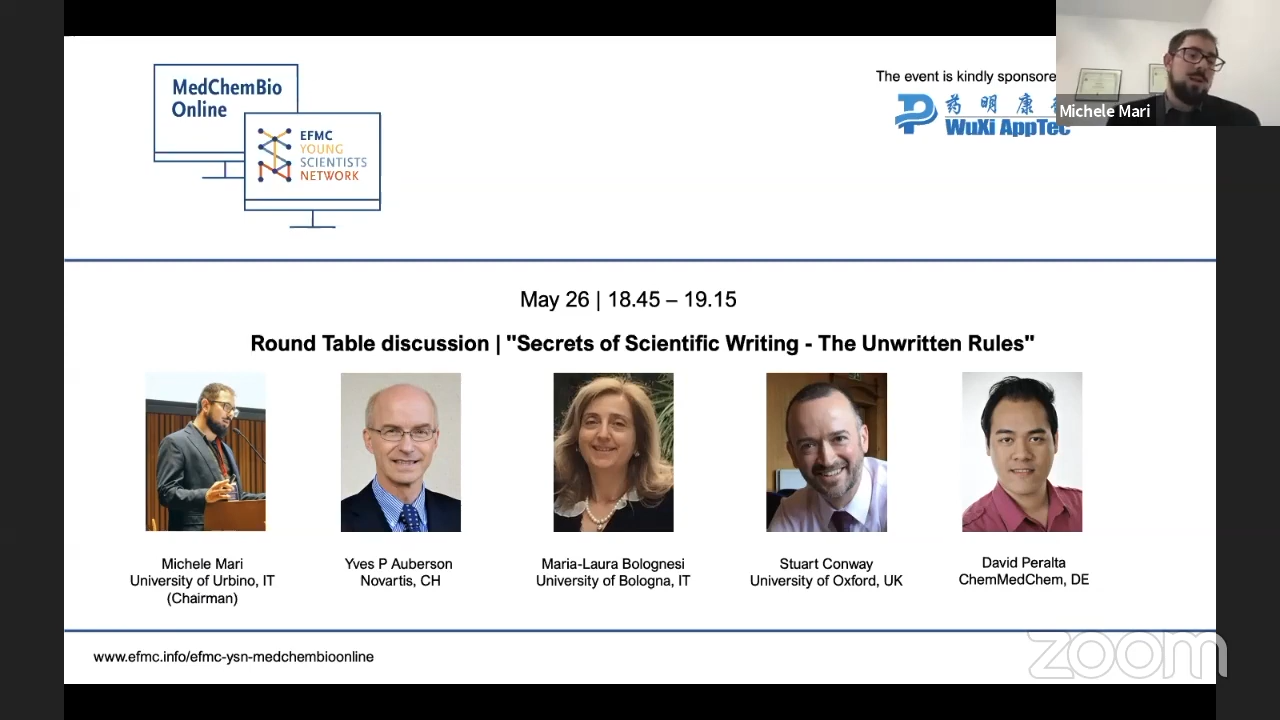 MedChemBio
Online
EFMC
YOUNG
SCIENTISTS
NETWORK
The event is kindly sponsore
药 明 康
WuXi AppTec
Michele Mari
May 26 | 18.45 – 19.15
Round Table discussion | "Secrets of Scientific Writing - The Unwritten Rules"
Michele Mari
University of Urbino, IT
(Chairman)
Yves P Auberson
Novartis, CH
Maria-Laura Bolognesi
University of Bologna, IT
Stuart Conway
University of Oxford, UK
David Peralta
ChemMedChem, DE
www.efmc.info/efmc-ysn-medchembioonline
zoom